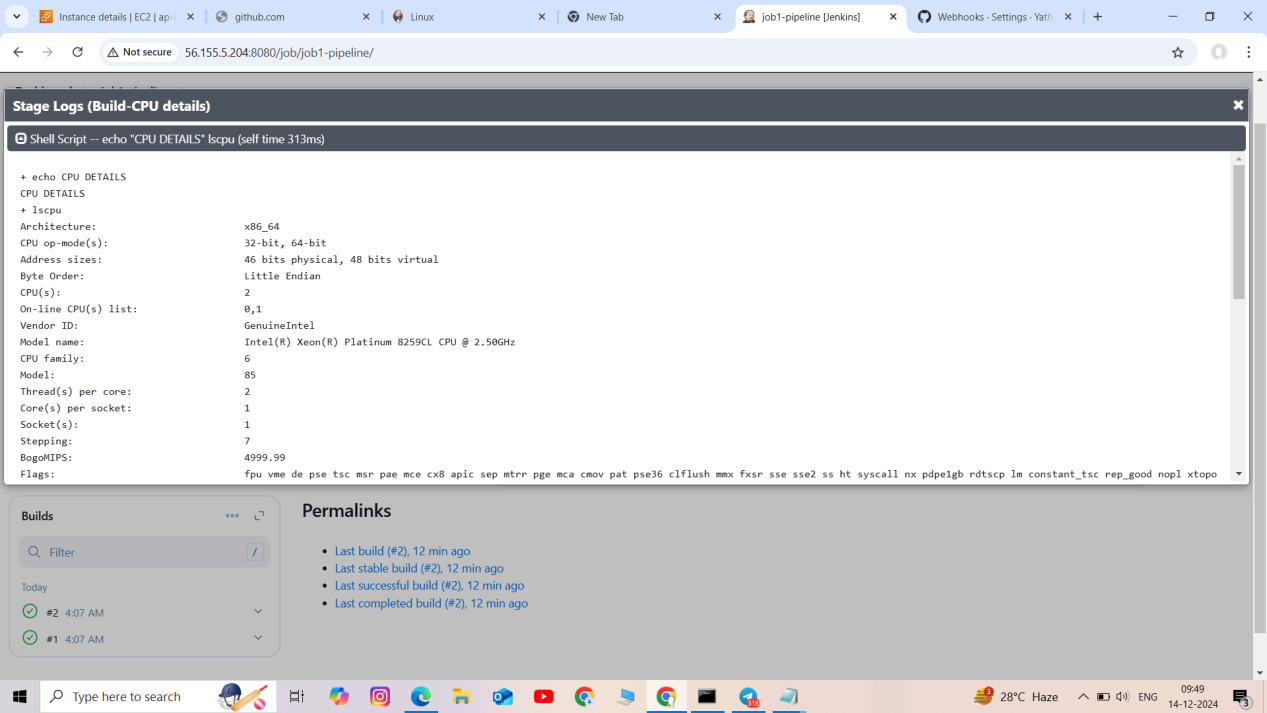 Instance details | EC2 | ap-
github.com
Linux
New Tab
job1-pipeline [Jenkins]
Webhooks · Settings · Yath
Not secure
56.155.5.204:8080/job/job1-pipeline/
Stage Logs (Build-CPU details)
Shell Script -- echo "CPU DETAILS" lscpu (self time 313ms)
+ echo CPU DETAILS
CPU DETAILS
+ lscpu
Architecture: x86_64
CPU op-mode(s): 32-bit, 64-bit
Address sizes: 46 bits physical, 48 bits virtual
Byte Order: Little Endian
CPU(s): 2
On-line CPU(s) list: 0,1
Vendor ID: GenuineIntel
Model name: Intel(R) Xeon(R) Platinum 8259CL CPU @ 2.50GHz
CPU family: 6
Model: 85
Thread(s) per core: 2
Core(s) per socket: 1
Socket(s): 1
Stepping: 7
BogoMIPS: 4999.99
Flags: fpu vme de pse tsc msr pae mce cx8 apic sep mtrr pge mca cmov pat pse36 clflush mmx fxsr sse sse2 ss ht syscall nx pdpe1gb rdtscp lm constant_tsc rep_good nopl xtopo
Builds
Filter
/
Today
#2 4:07 AM
#1 4:07 AM
Permalinks
Last build (#2), 12 min ago
Last stable build (#2), 12 min ago
Last successful build (#2), 12 min ago
Last completed build (#2), 12 min ago
Type here to search
318
3
28°C Haze
ENG
09:49
14-12-2024
3